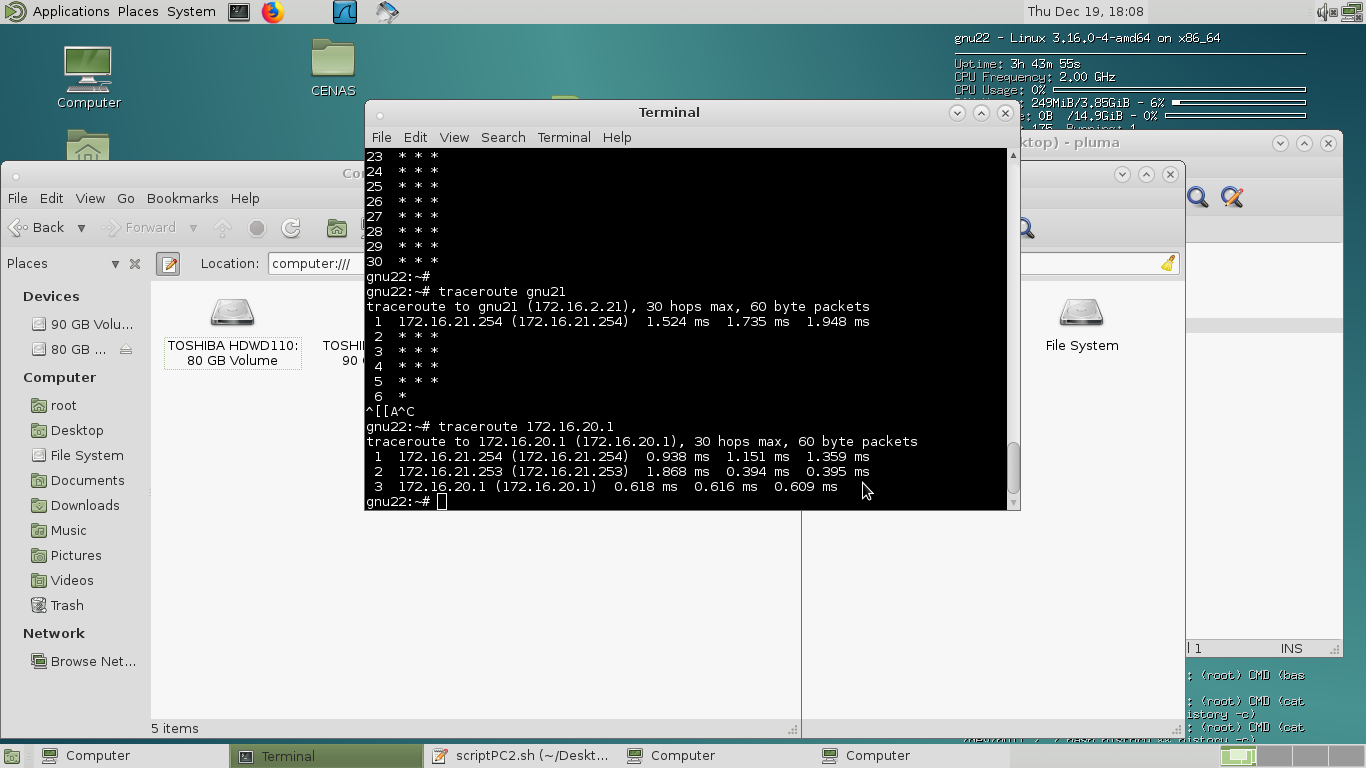 Applications Places System
Thu Dec 19, 18:08
Computer
CENAS
gnu22 - Linux 3.16.0-4-amd64 on x86_64
Uptime: 3h 43m 55s
CPU Frequency: 2.00 GHz
CPU Usage: 0%
: 249MiB/3.85GiB - 6%
e: 0B /14.9GiB - 0%
Terminal
File Edit View Search Terminal Help
23 * * *
24 * * *
25 * * *
26 * * *
27 * * *
28 * * *
29 * * *
30 * * *
gnu22:~#
gnu22:~# traceroute gnu21
traceroute to gnu21 (172.16.2.21), 30 hops max, 60 byte packets
1 172.16.21.254 (172.16.21.254) 1.524 ms 1.735 ms 1.948 ms
2 * * *
3 * * *
4 * * *
5 * * *
6 *
^[[A^C
gnu22:~# traceroute 172.16.20.1
traceroute to 172.16.20.1 (172.16.20.1), 30 hops max, 60 byte packets
1 172.16.21.254 (172.16.21.254) 0.938 ms 1.151 ms 1.359 ms
2 172.16.21.253 (172.16.21.253) 1.868 ms 0.394 ms 0.395 ms
3 172.16.20.1 (172.16.20.1) 0.618 ms 0.616 ms 0.609 ms
gnu22:~#
ktop) - pluma
Co
File Edit View Go Bookmarks Help
Back Forward
Places
Location: computer:///
Devices
90 GB Volu...
80 GB ...
Computer
root
Desktop
File System
Documents
Downloads
Music
Pictures
Videos
Trash
Network
Browse Net...
TOSHIBA HDWD110:
80 GB Volume
TOSHI
90
File System
5 items
l 1 INS
: (root) CMD (bas
: (root) CMD (cat
istory -c)
: (root) CMD (cat
Computer
Terminal
scriptPC2.sh (~/Deskt...
Computer
Computer